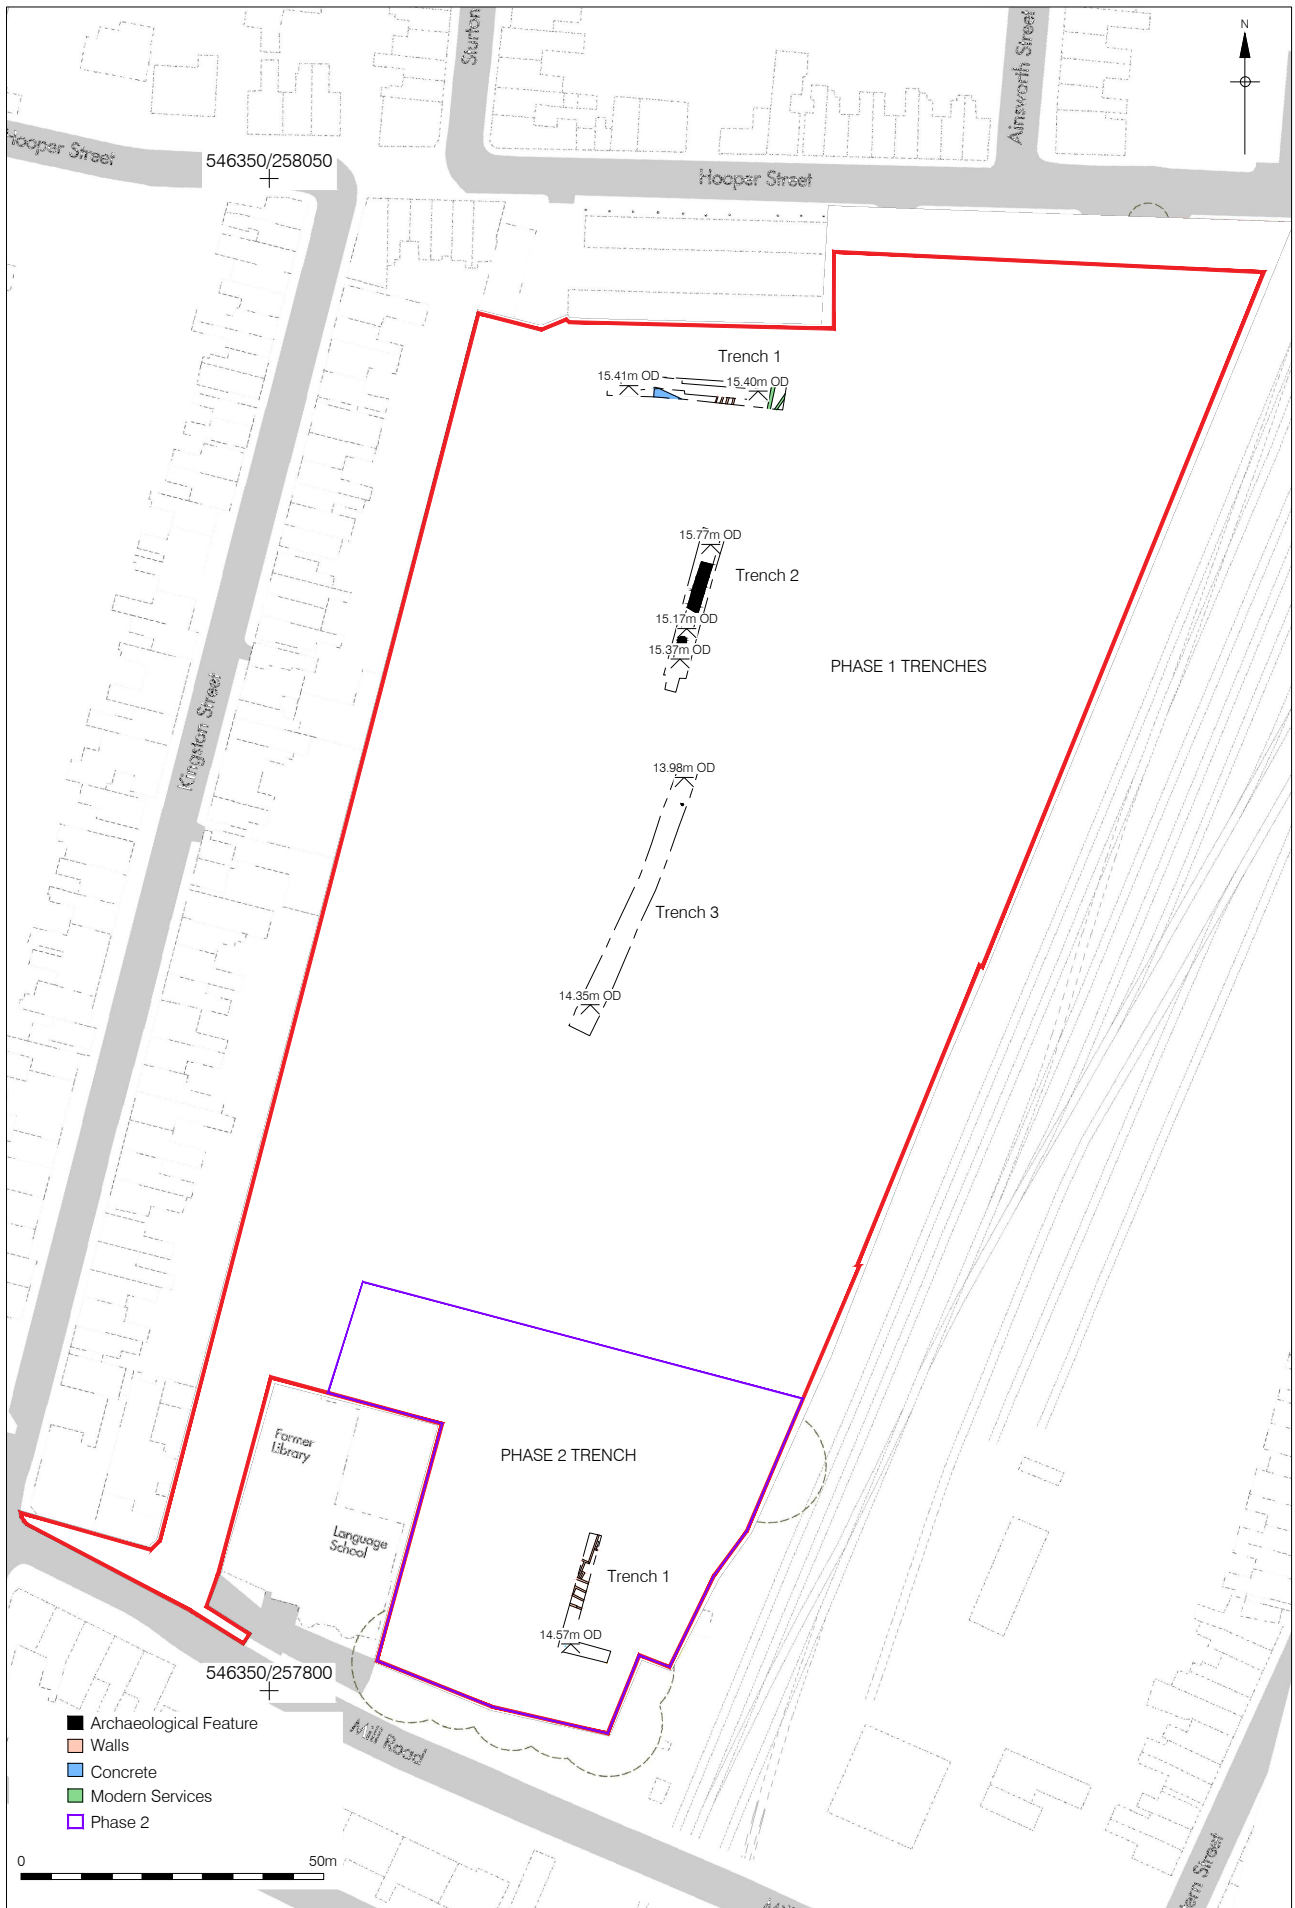 Sturton
Ainsworth Street
N
Hooper Street
546350/258050
Hooper Street
Trench 1
15.41m OD
15.40m OD
15.77m OD
Trench 2
15.17m OD
15.37m OD
PHASE 1 TRENCHES
Kingston Street
13.98m OD
Trench 3
14.35m OD
Former
Library
PHASE 2 TRENCH
Language
School
Trench 1
14.57m OD
546350/257800
Archaeological Feature
Walls
Concrete
Modern Services
Phase 2
Mill Road
0
50m
tern Street